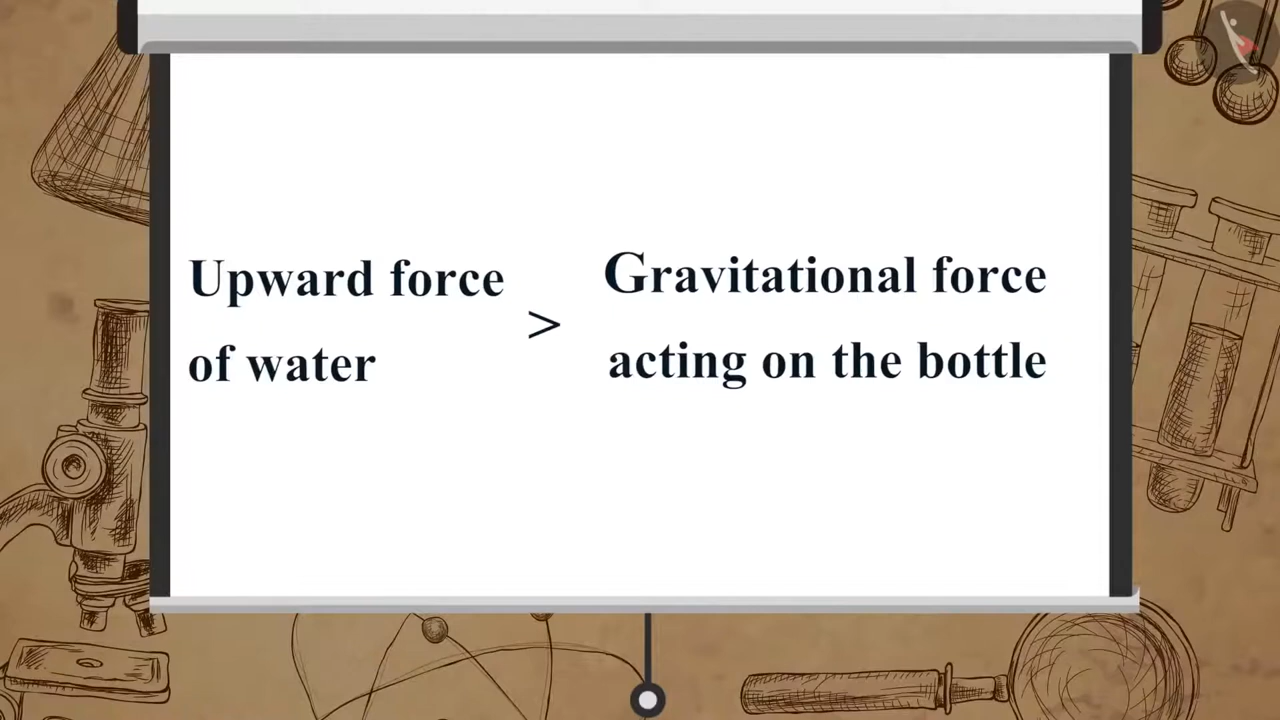 Upward force
of water
>
Gravitational force
acting on the bottle